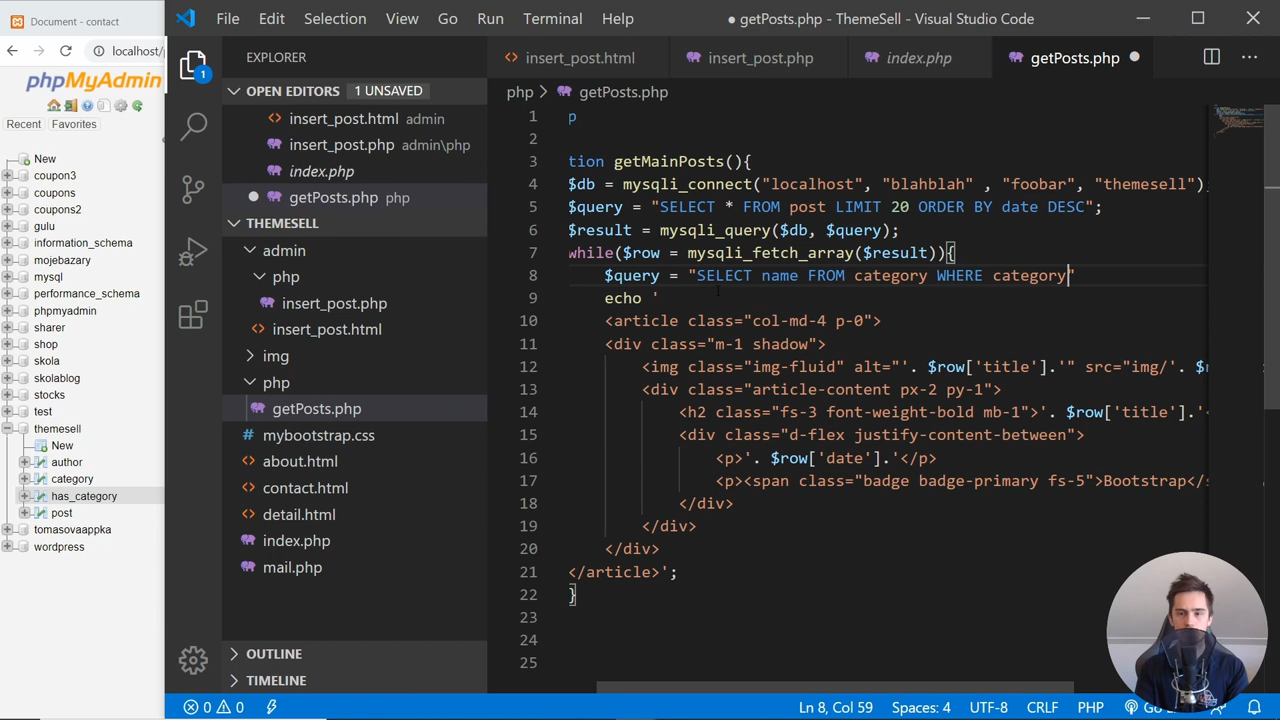 Document - contact
localhost/
phpMyAdmin
Recent
Favorites
New
coupon3
coupons
coupons2
gulu
information_schema
mojebazary
mysql
performance_schema
phpmyadmin
sharer
shop
skola
skolablog
stocks
test
themesell
New
author
category
has_category
post
tomasovaappka
wordpress
File Edit Selection View Go Run Terminal Help
● getPosts.php - ThemeSell - Visual Studio Code
1
EXPLORER
OPEN EDITORS 1 UNSAVED
insert_post.html admin
insert_post.php admin\php
index.php
getPosts.php php
THEMESELL
admin
php
insert_post.php
insert_post.html
img
php
getPosts.php
mybootstrap.css
about.html
contact.html
detail.html
index.php
mail.php
OUTLINE
TIMELINE
insert_post.html insert_post.php index.php getPosts.php
php > getPosts.php
1 p
2
3 tion getMainPosts(){
4 $db = mysqli_connect("localhost", "blahblah" , "foobar", "themesell");
5 $query = "SELECT * FROM post LIMIT 20 ORDER BY date DESC";
6 $result = mysqli_query($db, $query);
7 while($row = mysqli_fetch_array($result)){
8 $query = "SELECT name FROM category WHERE category"
9 echo '
10 <article class="col-md-4 p-0">
11 <div class="m-1 shadow">
12 <img class="img-fluid" alt="'. $row['title'].'" src="img/'. $
13 <div class="article-content px-2 py-1">
14 <h2 class="fs-3 font-weight-bold mb-1">'. $row['title'].'<
15 <div class="d-flex justify-content-between">
16 <p>'. $row['date'].'</p>
17 <p><span class="badge badge-primary fs-5">Bootstrap</s
18 </div>
19 </div>
20 </div>
21 </article>';
22 }
23
24
25
0 0 Ln 8, Col 59 Spaces: 4 UTF-8 CRLF PHP Go